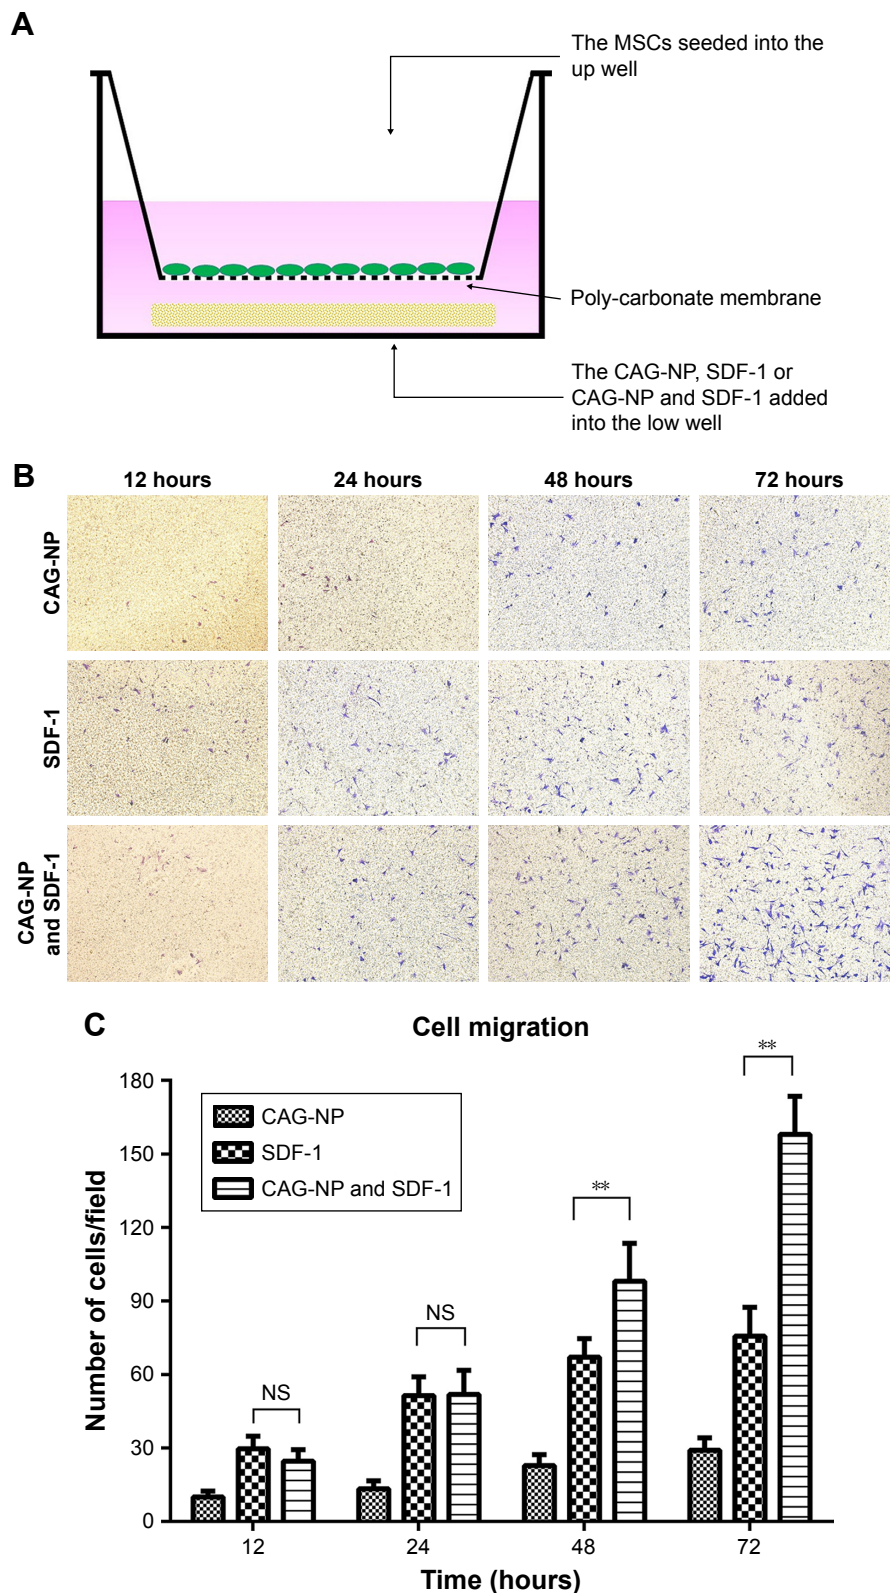 A
The MSCs seeded into the
up well
Poly-carbonate membrane
The CAG-NP, SDF-1 or
CAG-NP and SDF-1 added
into the low well
B
12 hours
24 hours
48 hours
72 hours
CAG-NP
SDF-1
CAG-NP
and SDF-1
C
Cell migration
Number of cells/field
180
150
120
90
60
30
0
CAG-NP
SDF-1
CAG-NP and SDF-1
NS
NS
**
**
12
24
48
72
Time (hours)